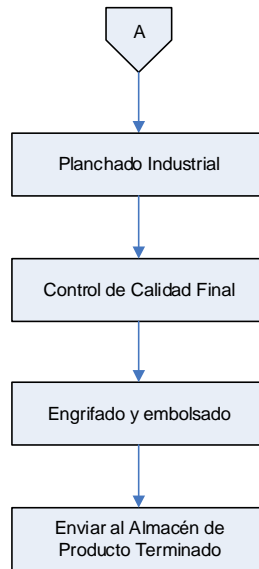 A
Planchado Industrial
Control de Calidad Final
Engrifado y embolsado
Enviar al Almacén de
Producto Terminado